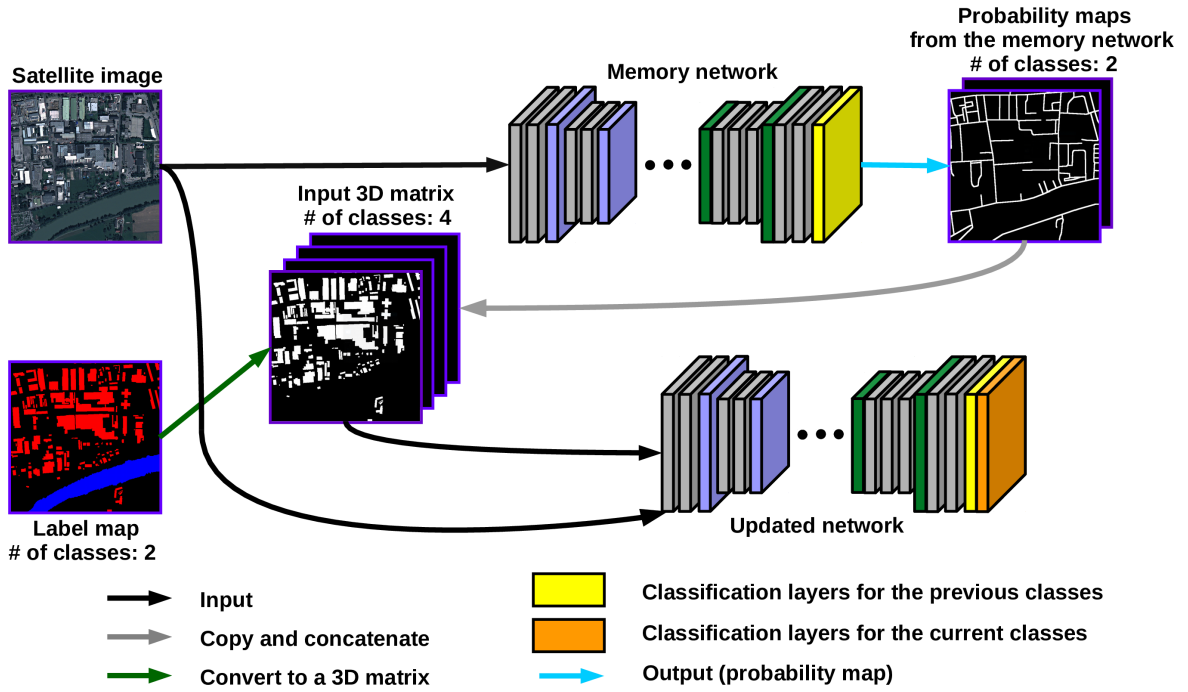 Probability maps
from the memory network
# of classes: 2
Satellite image
Memory network
Input 3D matrix
# of classes: 4
Label map
# of classes: 2
Updated network
Input
Copy and concatenate
Convert to a 3D matrix
Classification layers for the previous classes
Classification layers for the current classes
Output (probability map)